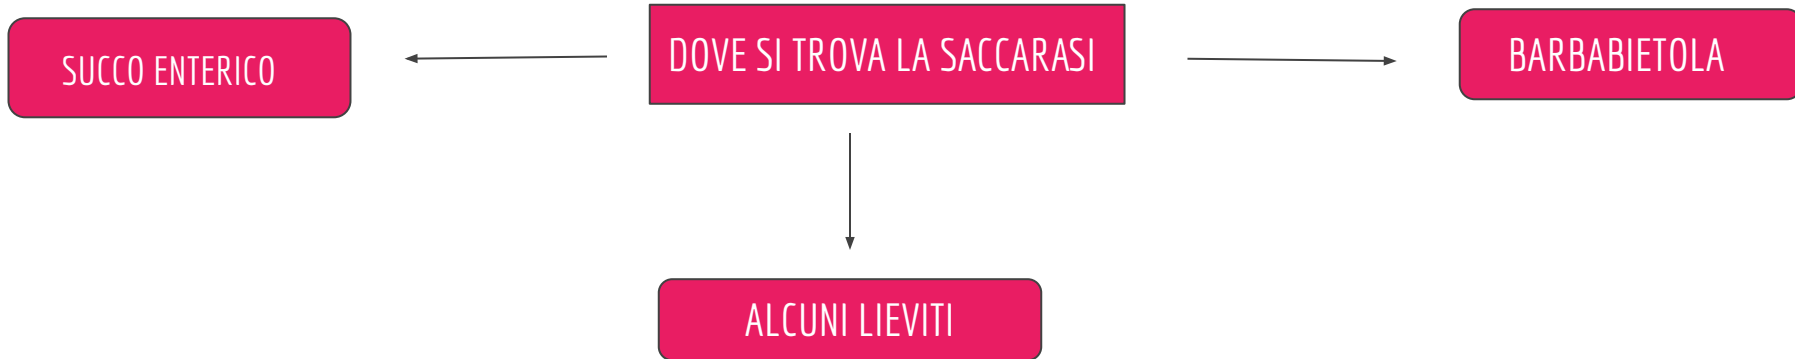 DOVE SI TROVA LA SACCARASI
SUCCO ENTERICO
BARBABIETOLA
ALCUNI LIEVITI